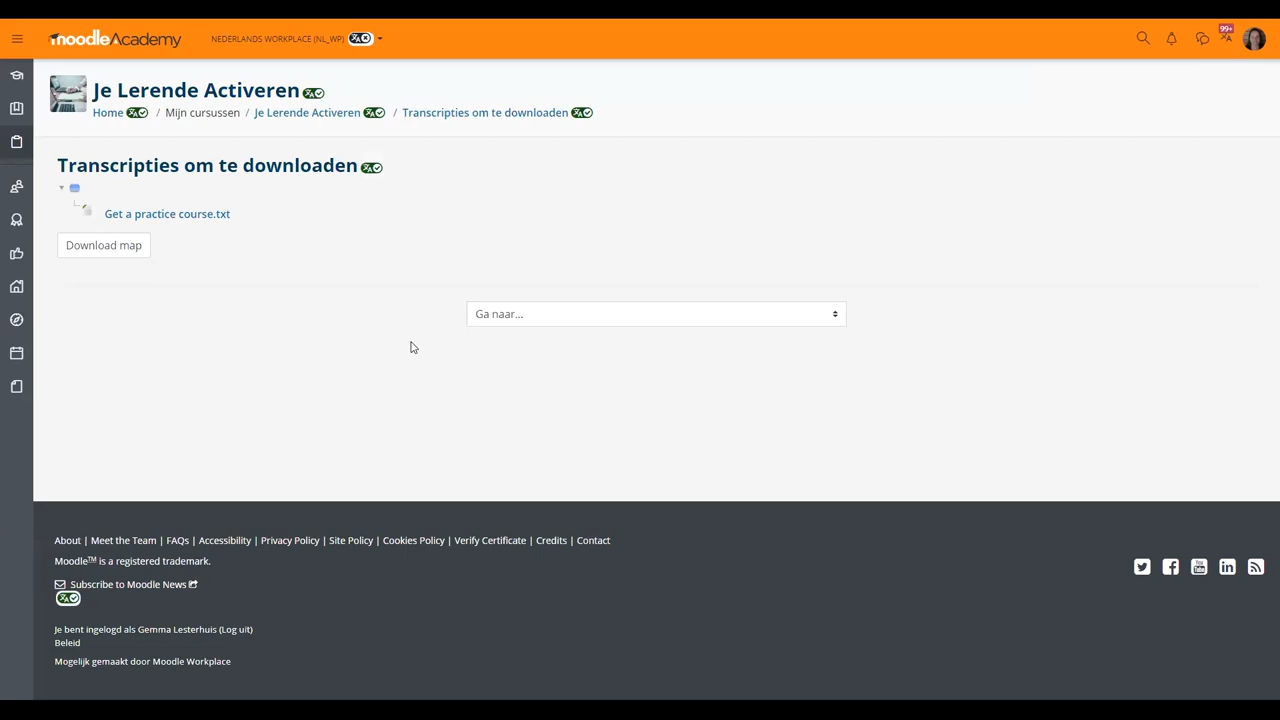 moodleAcademy
NEDERLANDS WORKPLACE (NL_WP)
99+
Je Lerende Activeren
Home / Mijn cursussen / Je Lerende Activeren / Transcripties om te downloaden
Transcripties om te downloaden
Get a practice course.txt
Download map
Ga naar...
About | Meet the Team | FAQs | Accessibility | Privacy Policy | Site Policy | Cookies Policy | Verify Certificate | Credits | Contact
Moodle™ is a registered trademark.
Subscribe to Moodle News
Je bent ingelogd als Gemma Lesterhuis (Log uit)
Beleid
Mogelijk gemaakt door Moodle Workplace